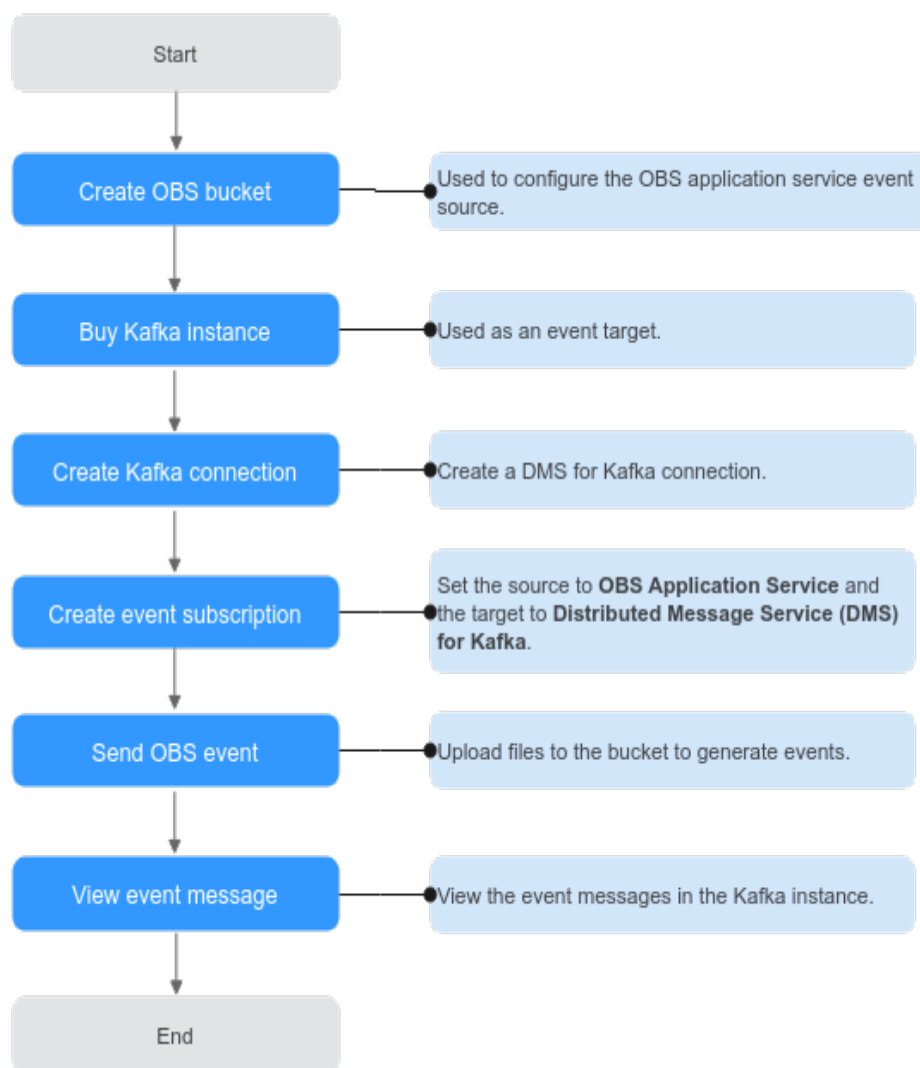 Start
Create OBS bucket
Used to configure the OBS application service event
source.
Buy Kafka instance
Used as an event target.
Create Kafka connection
Create a DMS for Kafka connection.
Create event subscription
Set the source to OBS Application Service and
the target to Distributed Message Service (DMS)
for Kafka.
Send OBS event
Upload files to the bucket to generate events.
View event message
View the event messages in the Kafka instance.
End